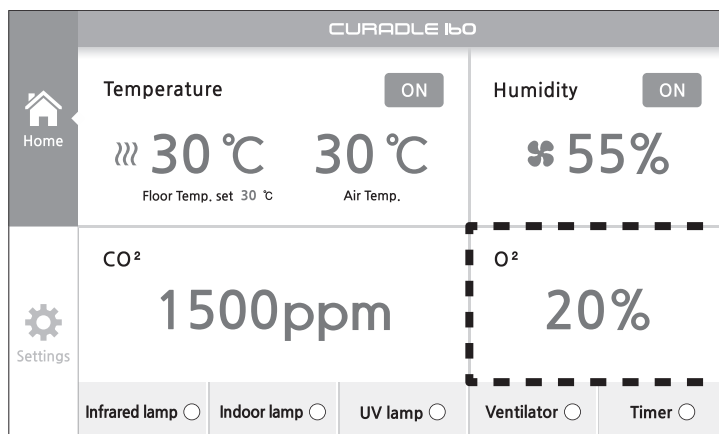 CURADLE 160
Home
Temperature ON
30 ℃ 30 ℃
Floor Temp. set 30 ℃ Air Temp.
Humidity ON
55%
CO²
1500ppm
O²
20%
Settings
Infrared lamp Indoor lamp UV lamp Ventilator Timer